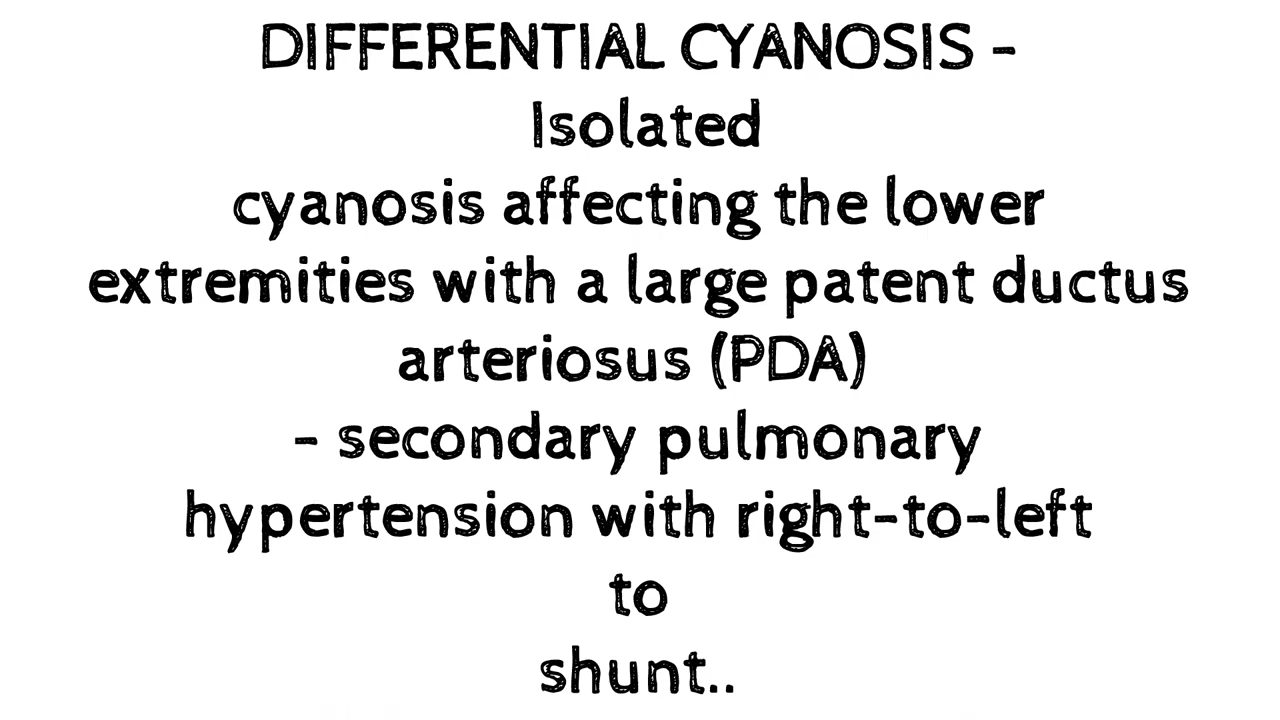 DIFFERENTIAL CYANOSIS -
Isolated
cyanosis affecting the lower
extremities with a large patent ductus
arteriosus (PDA)
- secondary pulmonary
hypertension with right-to-left
to
shunt..